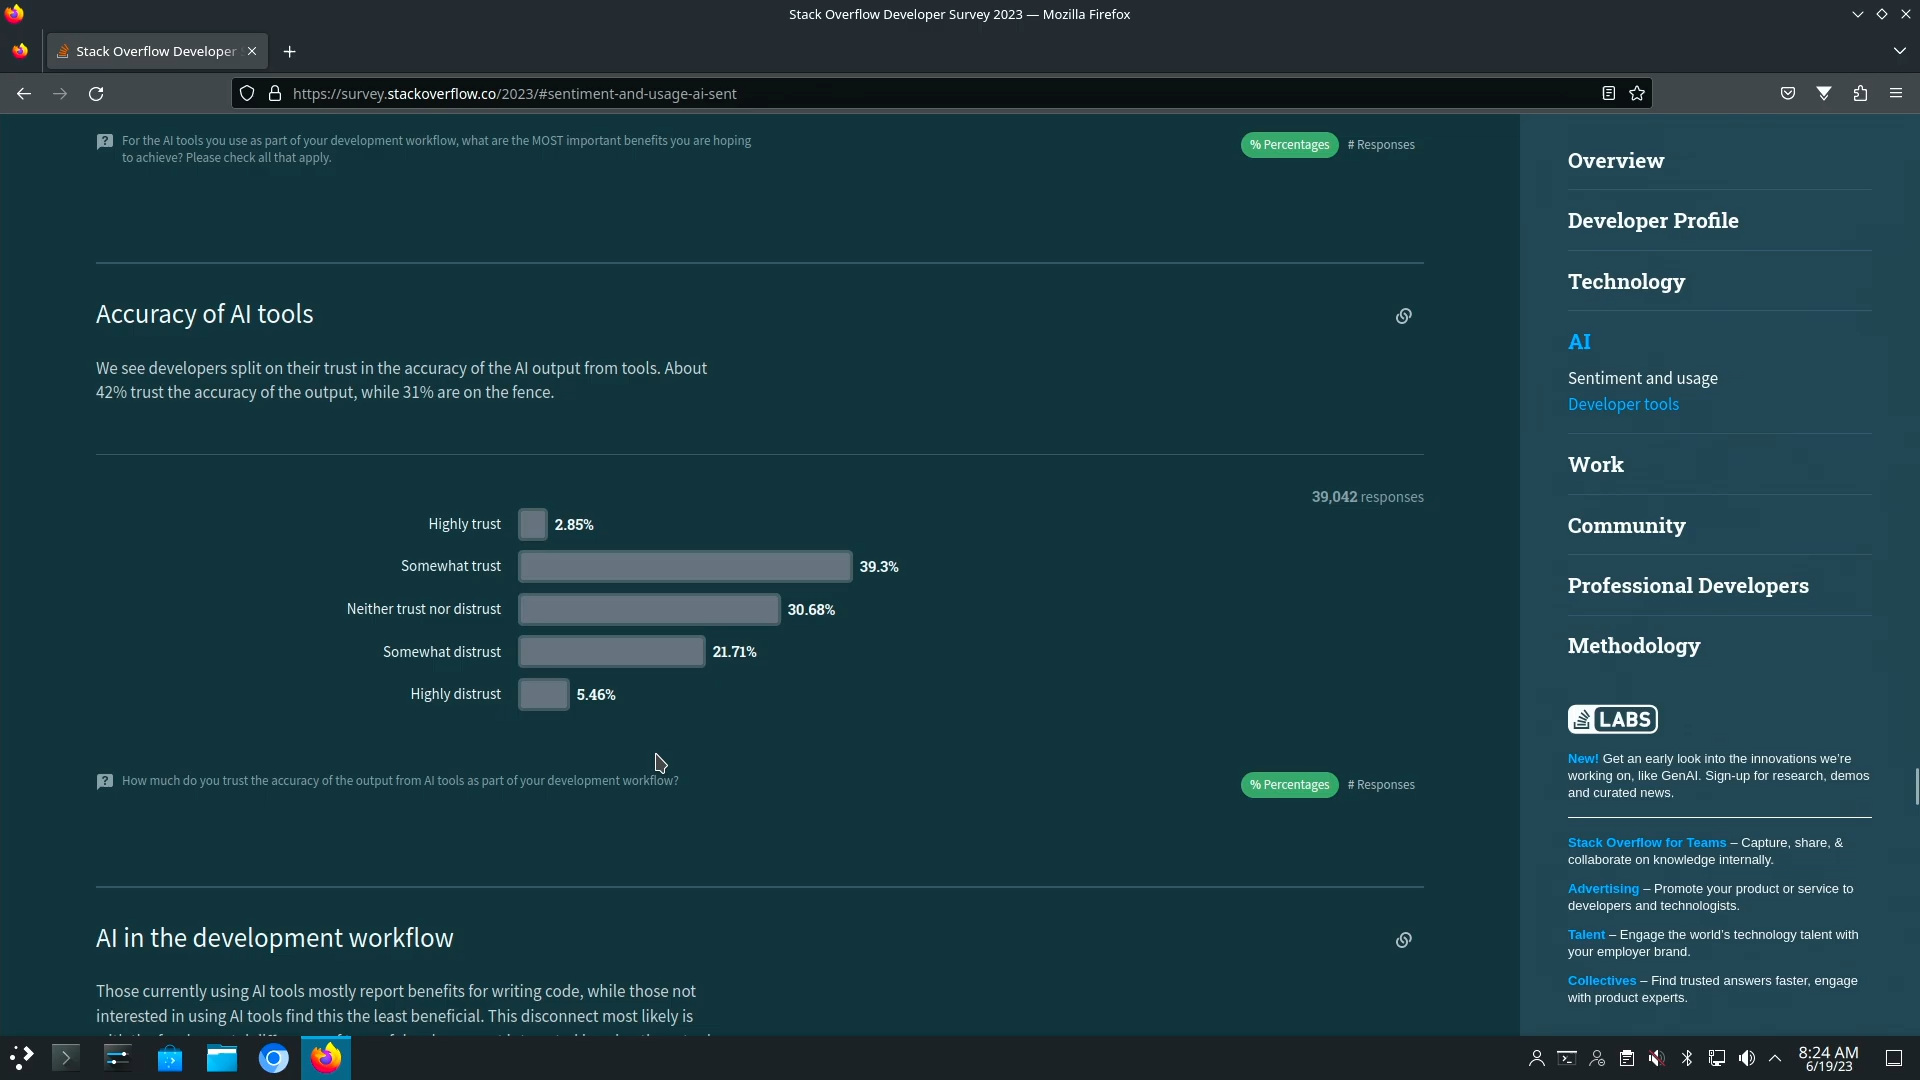 Stack Overflow Developer Survey 2023 — Mozilla Firefox
Stack Overflow Developer
https://survey.stackoverflow.co/2023/#sentiment-and-usage-ai-sent
For the AI tools you use as part of your development workflow, what are the MOST important benefits you are hoping
to achieve? Please check all that apply.
% Percentages
# Responses
Accuracy of AI tools
We see developers split on their trust in the accuracy of the AI output from tools. About
42% trust the accuracy of the output, while 31% are on the fence.
39,042 responses
Highly trust 2.85%
Somewhat trust 39.3%
Neither trust nor distrust 30.68%
Somewhat distrust 21.71%
Highly distrust 5.46%
How much do you trust the accuracy of the output from AI tools as part of your development workflow?
% Percentages
# Responses
AI in the development workflow
Those currently using AI tools mostly report benefits for writing code, while those not
interested in using AI tools find this the least beneficial. This disconnect most likely is
Overview
Developer Profile
Technology
AI
Sentiment and usage
Developer tools
Work
Community
Professional Developers
Methodology
LABS
New! Get an early look into the innovations we're
working on, like GenAI. Sign-up for research, demos
and curated news.
Stack Overflow for Teams – Capture, share, &
collaborate on knowledge internally.
Advertising – Promote your product or service to
developers and technologists.
Talent – Engage the world's technology talent with
your employer brand.
Collectives – Find trusted answers faster, engage
with product experts.
8:24 AM
6/19/23